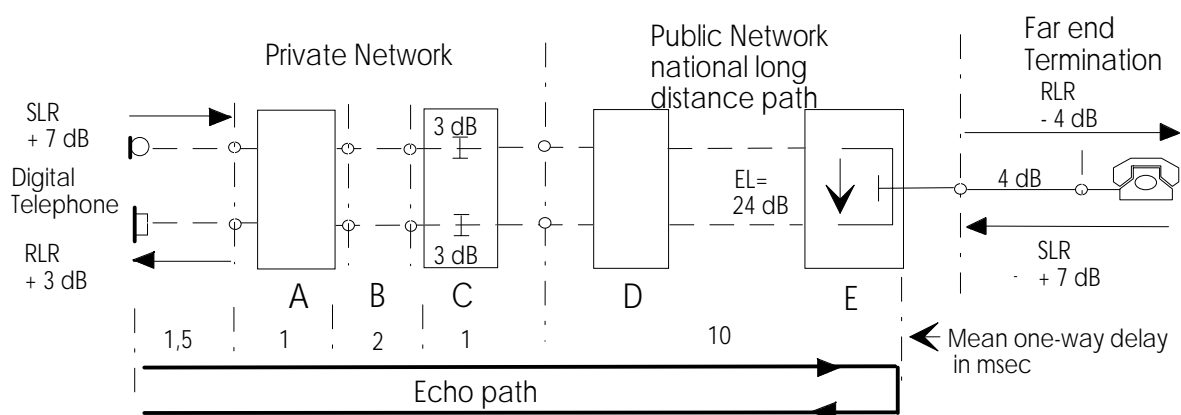 Private Network
Public Network
national long
distance path
Far end
Termination
SLR
+ 7 dB
Digital
Telephone
RLR
+ 3 dB
3 dB
3 dB
EL=
24 dB
RLR
- 4 dB
4 dB
SLR
- + 7 dB
A
B
C
D
E
1,5
1
2
1
10
Mean one-way delay
in msec
Echo path